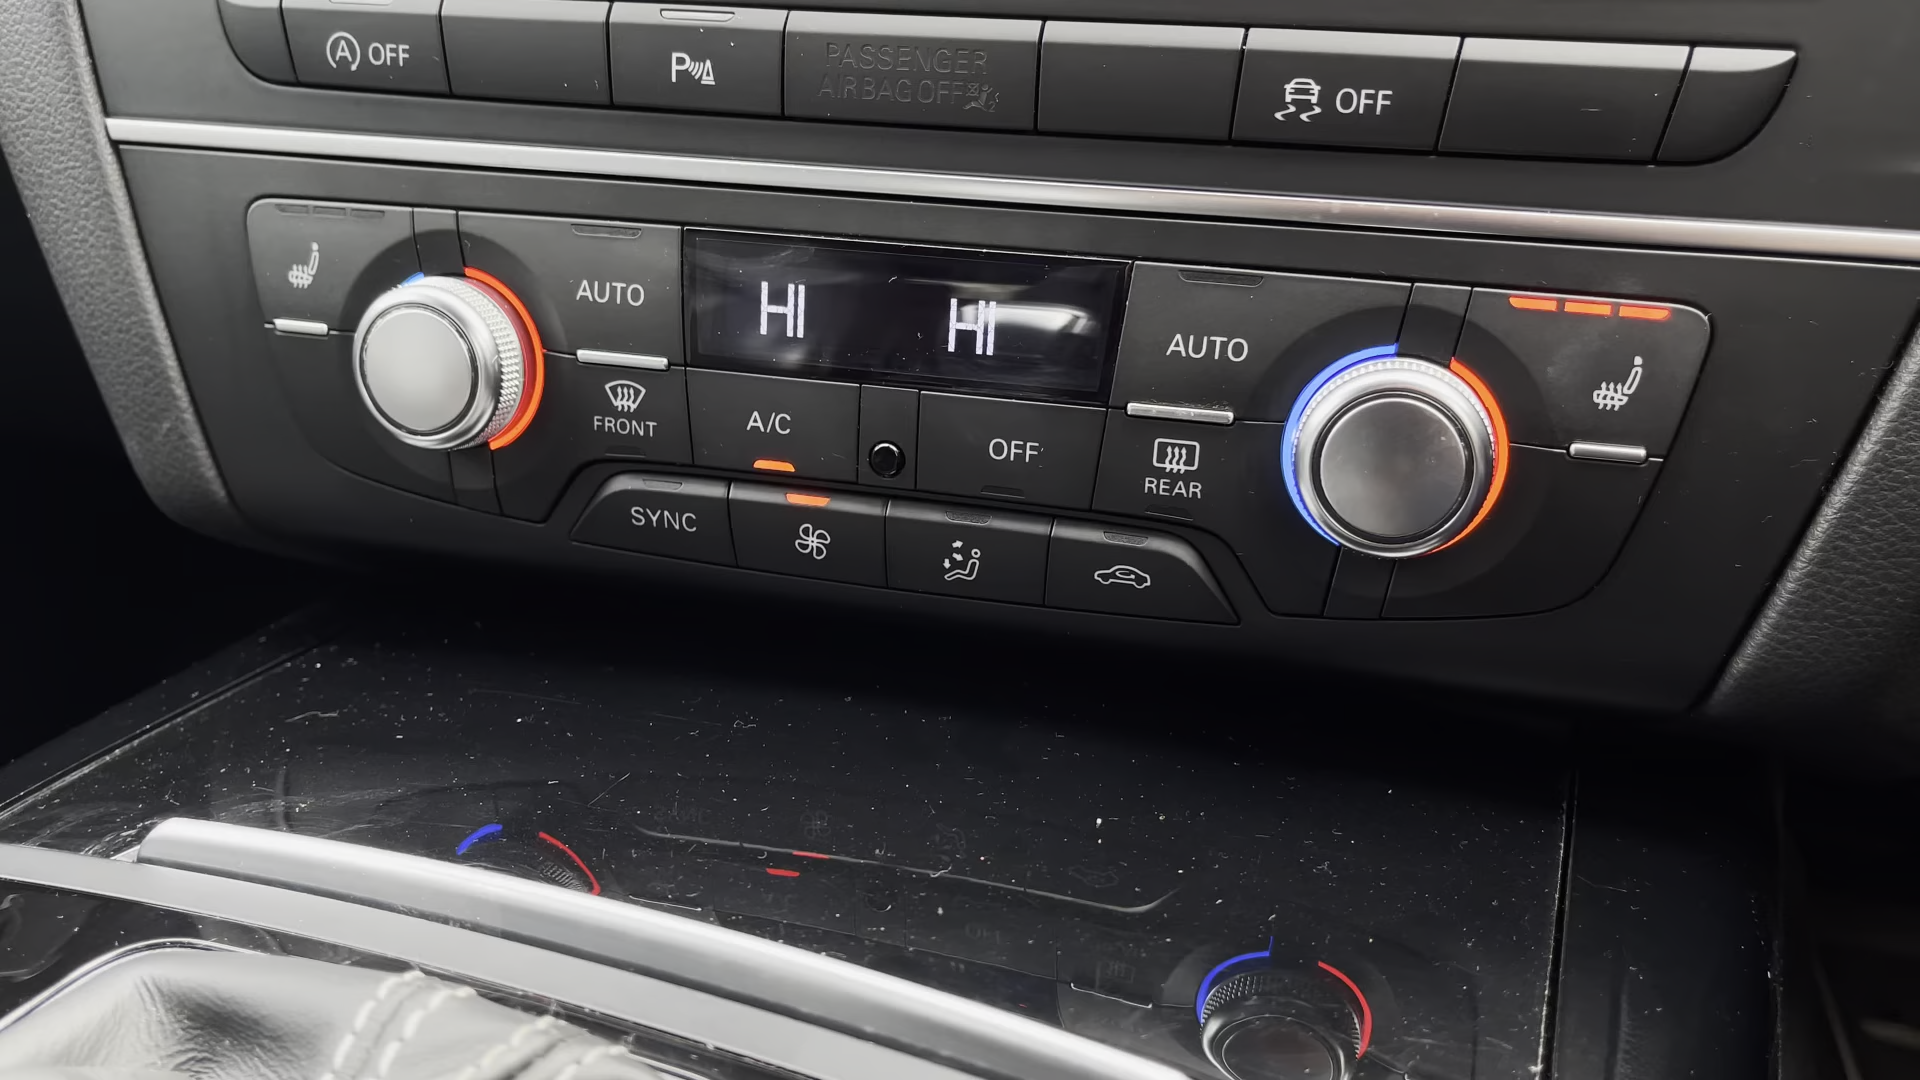 A OFF
P
PASSENGER
AIRBAG OFF
OFF
AUTO
HI HI
AUTO
FRONT
A/C
OFF
REAR
SYNC